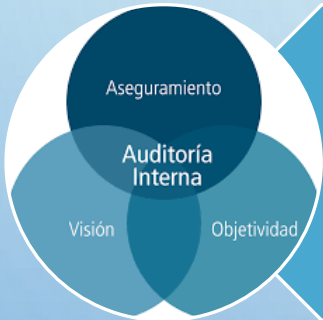 Aseguramiento
Auditoría
Interna
Visión
Objetividad